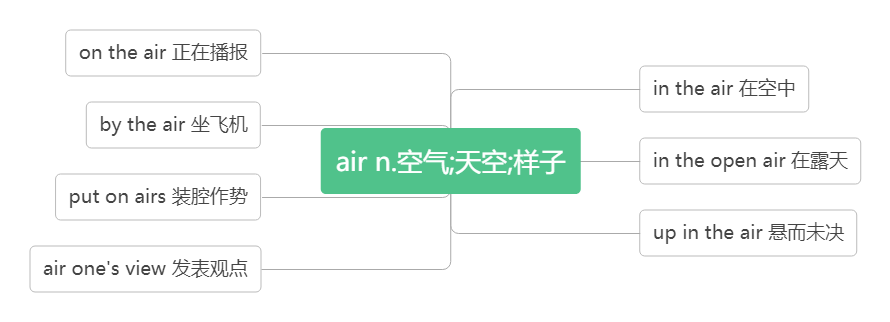 air n.空气;天空;样子
on the air 正在播报
by the air 坐飞机
put on airs 装腔作势
air one's view 发表观点
in the air 在空中
in the open air 在露天
up in the air 悬而未决